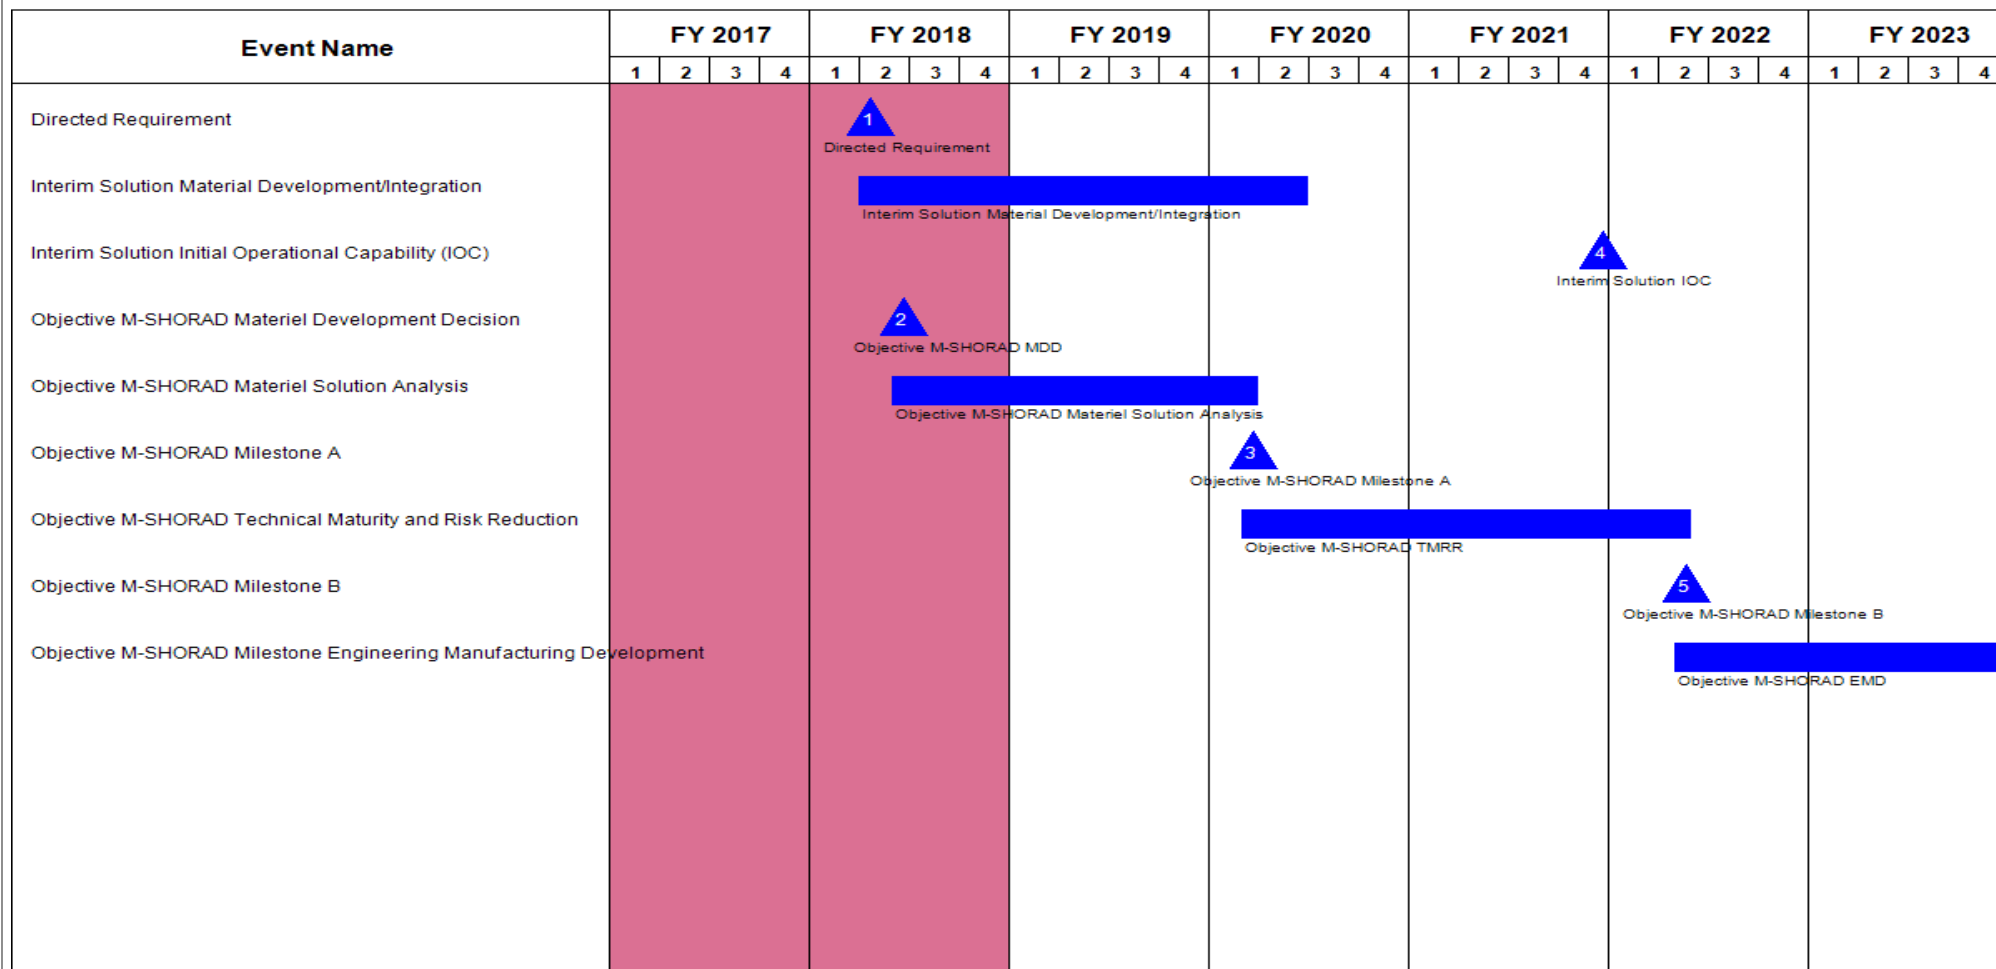 Event Name
FY 2017 FY 2018 FY 2019 FY 2020 FY 2021 FY 2022 FY 2023
1 2 3 4 1 2 3 4 1 2 3 4 1 2 3 4 1 2 3 4 1 2 3 4 1 2 3 4
Directed Requirement
1
Directed Requirement
Interim Solution Material Development/Integration
Interim Solution Material Development/Integration
Interim Solution Initial Operational Capability (IOC)
4
Interim Solution IOC
Objective M-SHORAD Materiel Development Decision
2
Objective M-SHORAD MDD
Objective M-SHORAD Materiel Solution Analysis
Objective M-SHORAD Materiel Solution Analysis
Objective M-SHORAD Milestone A
3
Objective M-SHORAD Milestone A
Objective M-SHORAD Technical Maturity and Risk Reduction
Objective M-SHORAD TMRR
Objective M-SHORAD Milestone B
5
Objective M-SHORAD Milestone B
Objective M-SHORAD Milestone Engineering Manufacturing Development
Objective M-SHORAD EMD